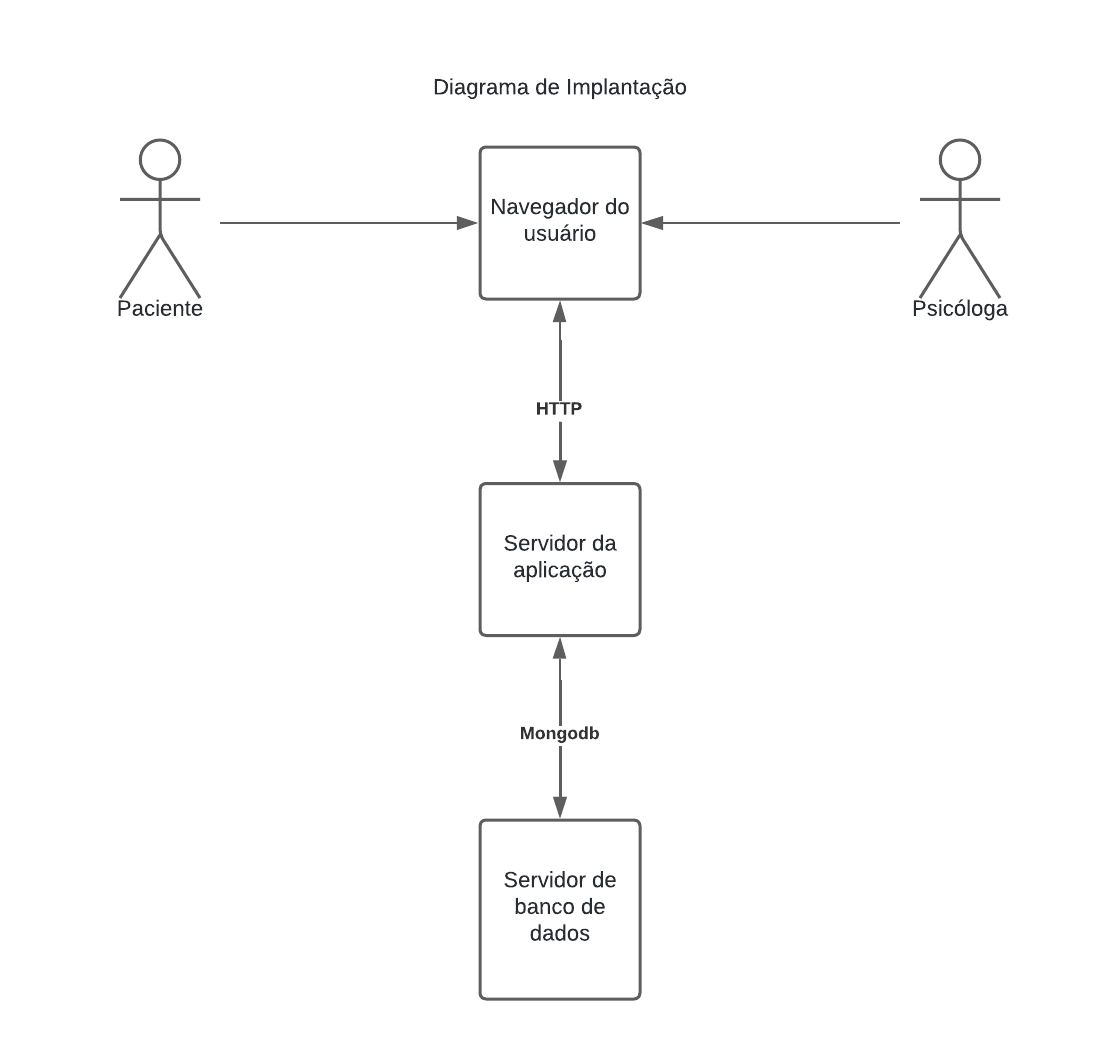 Diagrama de Implantação
Navegador do
usuário
Paciente
Psicóloga
HTTP
Servidor da
aplicação
Mongodb
Servidor de
banco de
dados